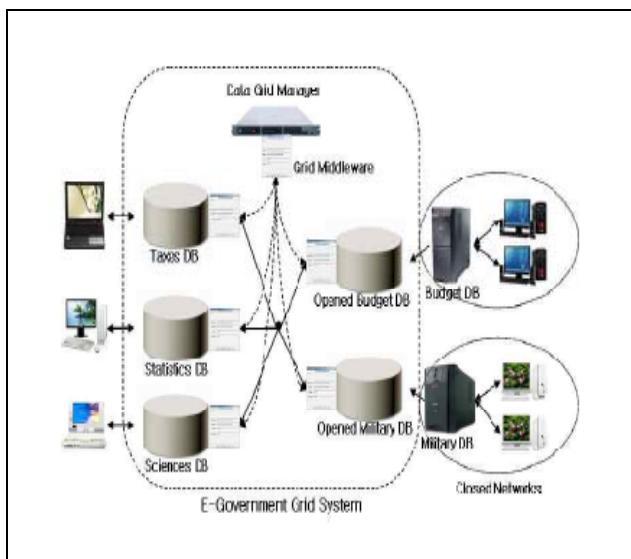 Data Grid Manager
Grid Middleware
Taxes DB
Opened Budget DB
Budget DB
Statistics DB
Opened Military DB
Military DB
Sciences DB
Closed Networks
E-Government Grid System